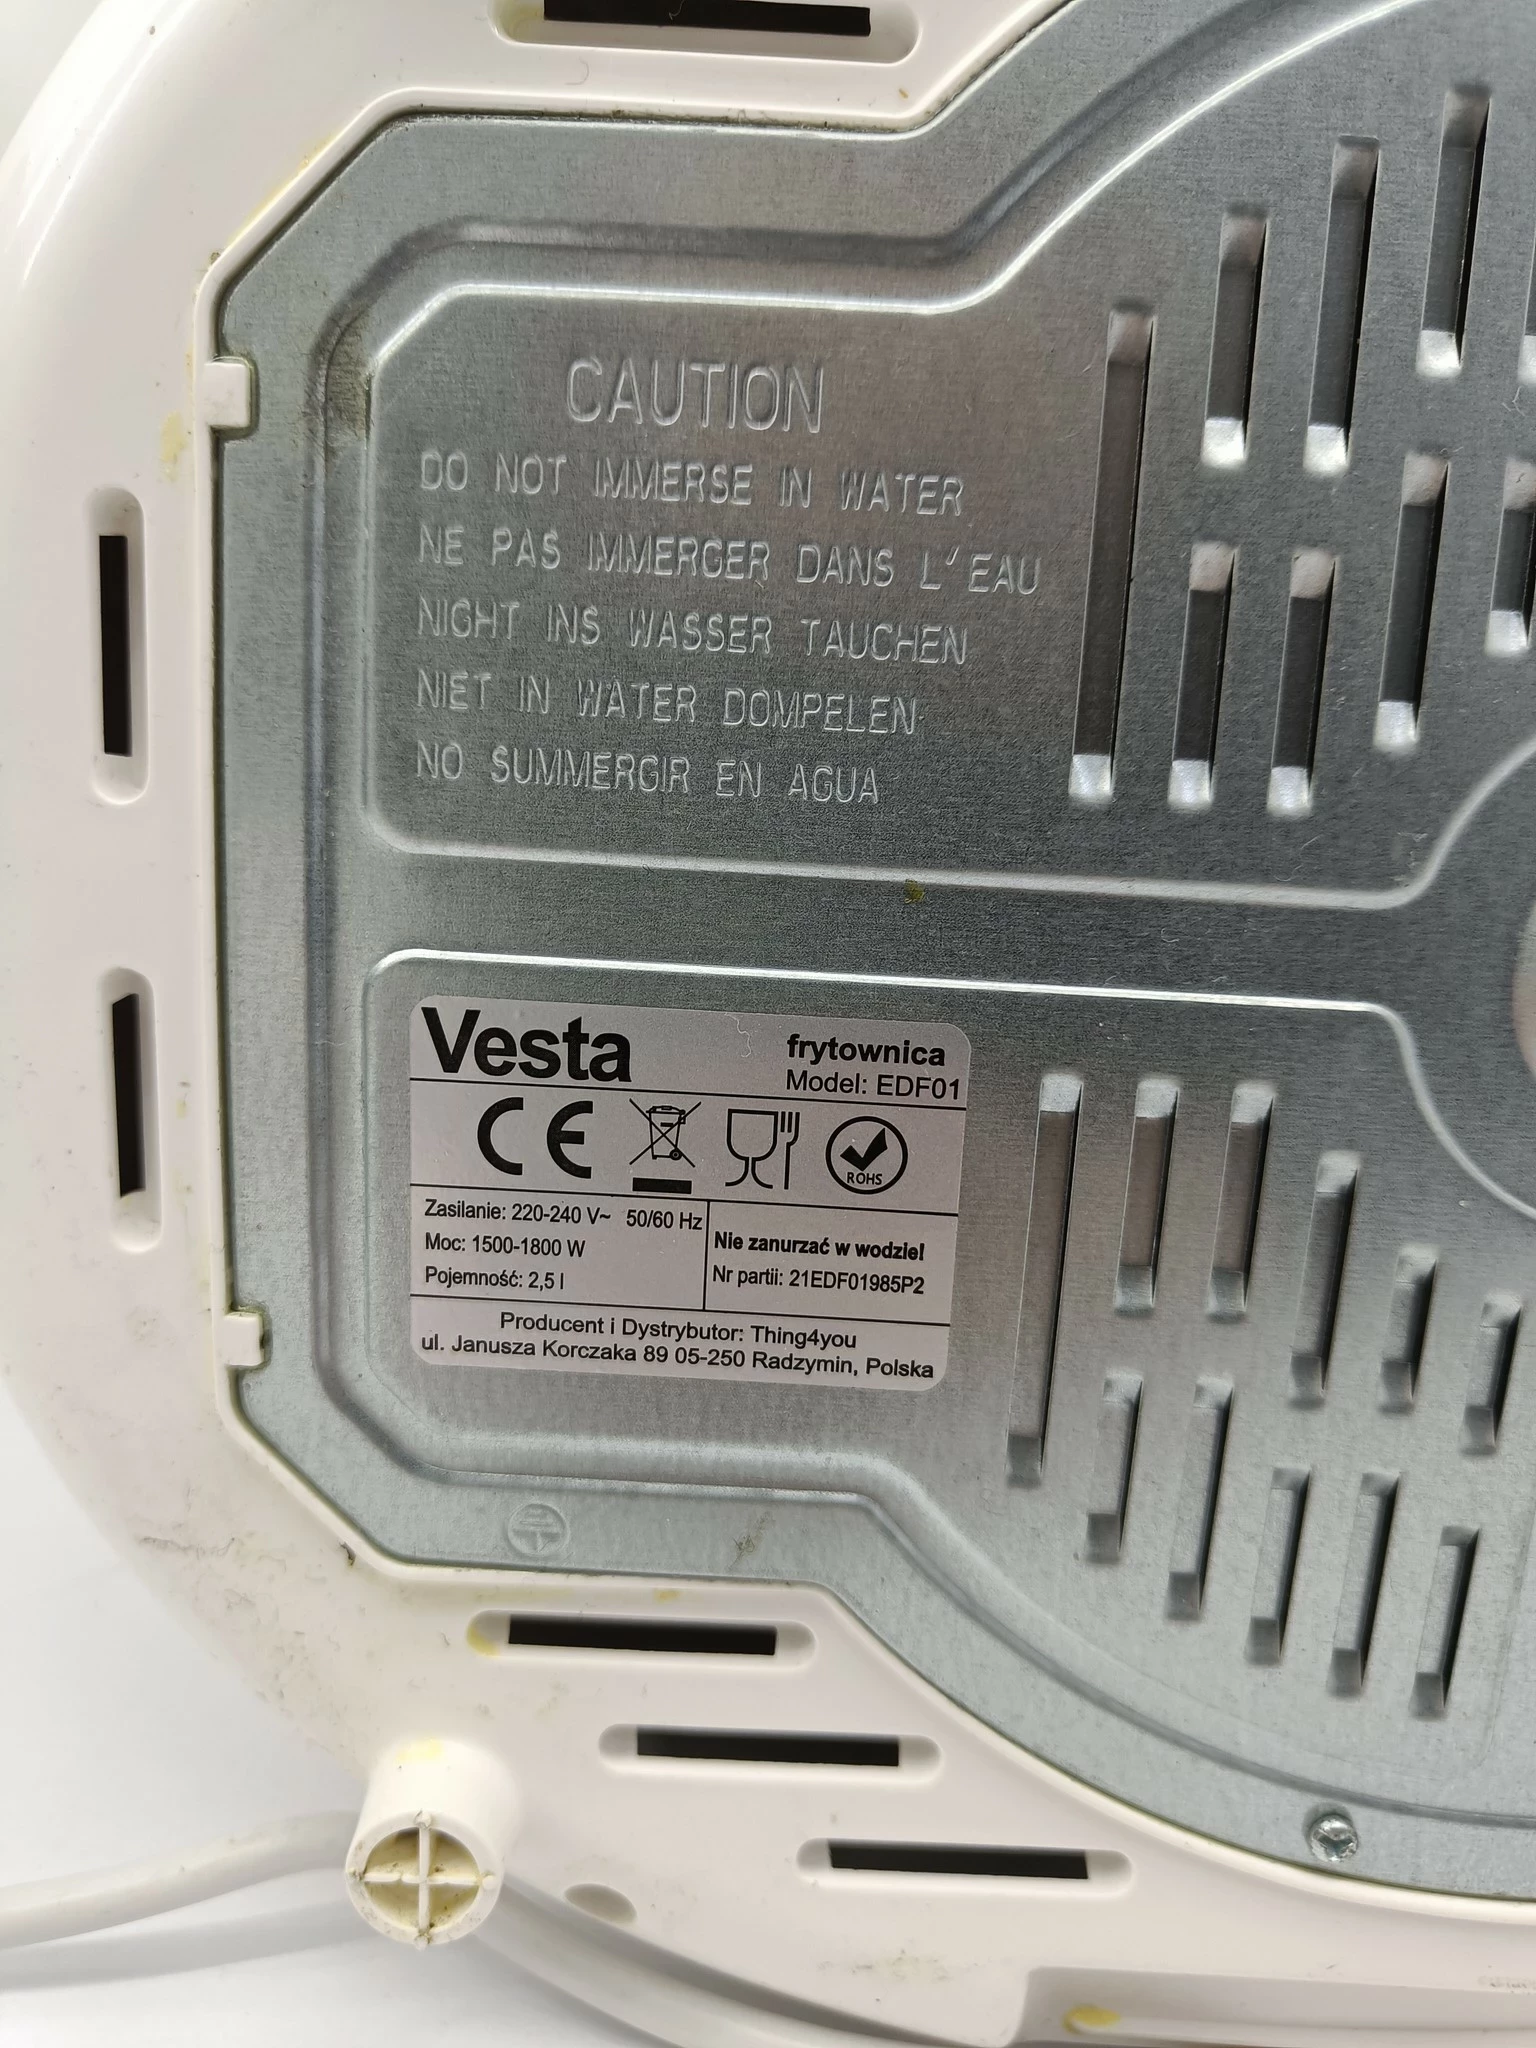 CAUTION
DO NOT IMMERSE IN WATER
NE PAS IMMERGER DANS L'EAU
NIGHT INS WASSER TAUCHEN
NIET IN WATER DOMPELEN
NO SUMMERGIR EN AGUA
Vesta
frytownica
Model: EDF01
CE
ROHS
Zasilanie: 220-240 V~ 50/60 Hz
Moc: 1500-1800 W
Pojemność: 2,5 l
Nie zanurzać w wodzie!
Nr partii: 21EDF01985P2
Producent i Dystrybutor: Thing4you
ul. Janusza Korczaka 89 05-250 Radzymin, Polska